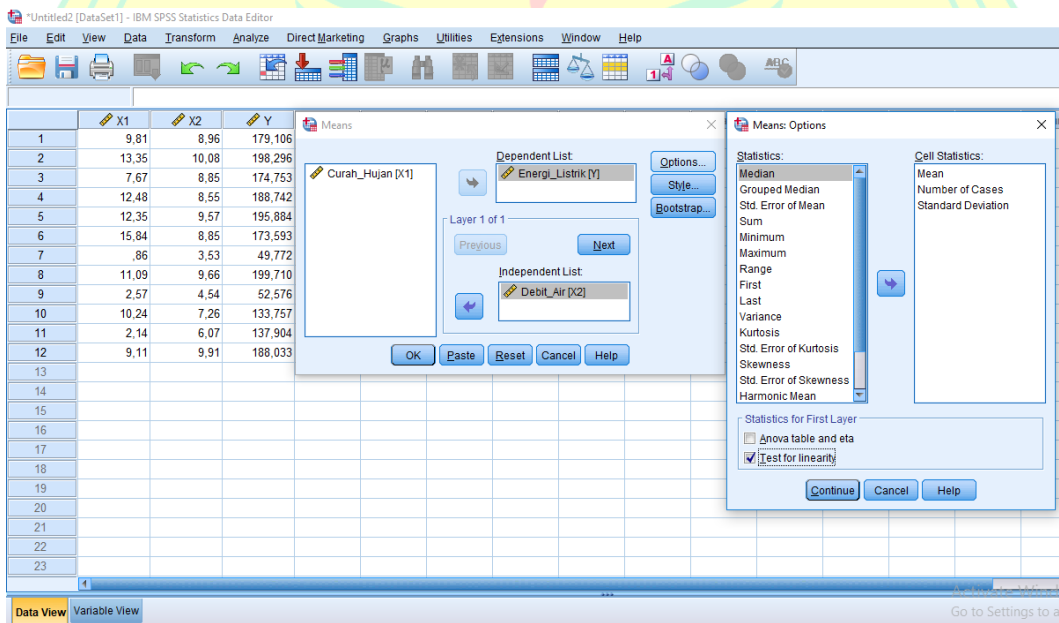 *Untitled2 [DataSet1] - IBM SPSS Statistics Data Editor
File Edit View Data Transform Analyze Direct Marketing Graphs Utilities Extensions Window Help
X1 X2 Y
1 9,81 8,96 179,106
2 13,35 10,08 198,296
3 7,67 8,85 174,753
4 12,48 8,55 188,742
5 12,35 9,57 195,884
6 15,84 8,85 173,593
7 ,86 3,53 49,772
8 11,09 9,66 199,710
9 2,57 4,54 52,576
10 10,24 7,26 133,757
11 2,14 6,07 137,904
12 9,11 9,91 188,033
13
14
15
16
17
18
19
20
21
22
23
Means
Curah_Hujan [X1]
Dependent List:
Energi_Listrik [Y]
Layer 1 of 1
Previous Next
Independent List:
Debit_Air [X2]
Options...
Style...
Bootstrap...
OK Paste Reset Cancel Help
Means: Options
Statistics:
Median
Grouped Median
Std. Error of Mean
Sum
Minimum
Maximum
Range
First
Last
Variance
Kurtosis
Std. Error of Kurtosis
Skewness
Std. Error of Skewness
Harmonic Mean
Cell Statistics:
Mean
Number of Cases
Standard Deviation
Statistics for First Layer
Anova table and eta
Test for linearity
Continue Cancel Help
Data View Variable View
Go to Settings to a